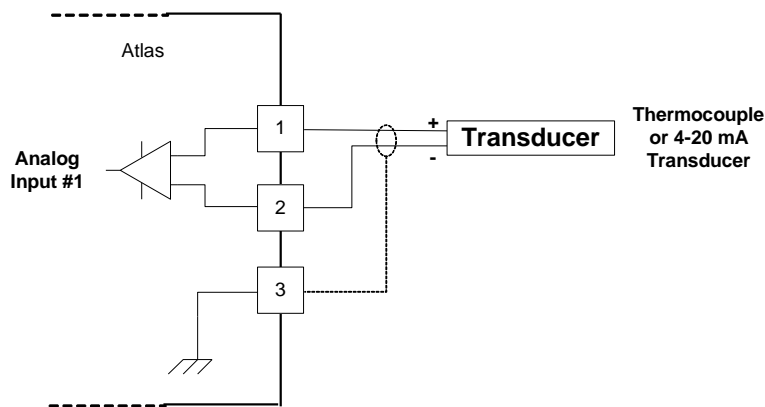 Atlas
1
+
Transducer
-
Thermocouple
or 4-20 mA
Transducer
Analog
Input #1
2
3